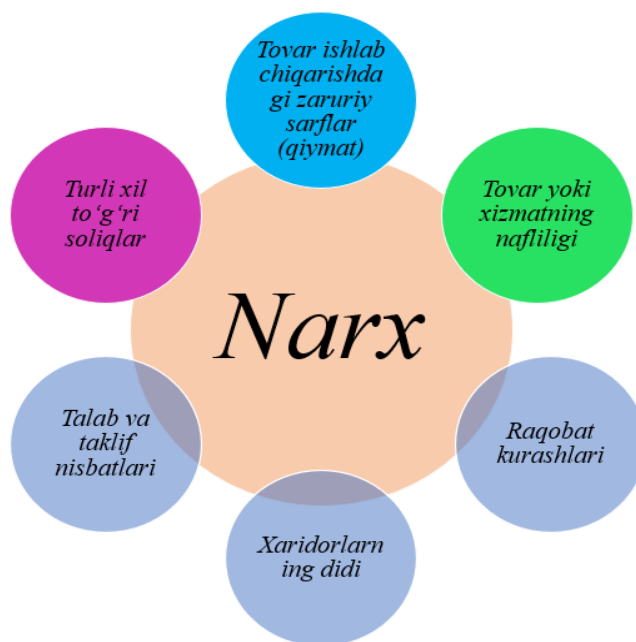 Tovar ishlab
chiqarishda
gi zaruriy
sarflar
(qiymat)
Turli xil
to‘g‘ri
soliqlar
Tovar yoki
xizmatning
nafliligi
Narx
Talab va
taklif
nisbatlari
Raqobat
kurashlari
Xaridorlarn
ing didi